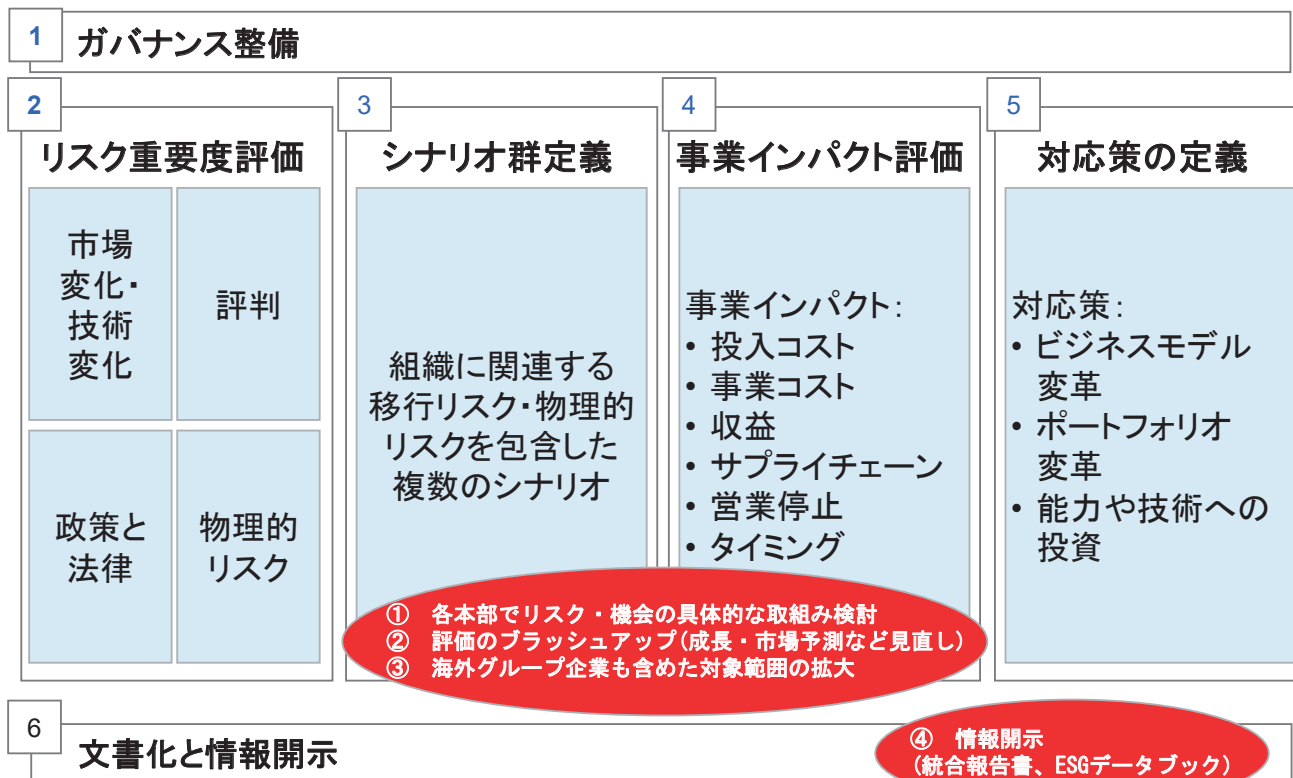 1
ガバナンス整備
2
リスク重要度評価
市場
変化・
技術
変化
評判
政策と
法律
物理的
リスク
3
シナリオ群定義
組織に関連する
移行リスク・物理的
リスクを包含した
複数のシナリオ
4
事業インパクト評価
事業インパクト：
• 投入コスト
• 事業コスト
• 収益
• サプライチェーン
• 営業停止
• タイミング
5
対応策の定義
対応策：
• ビジネスモデル
変革
• ポートフォリオ
変革
• 能力や技術への
投資
① 各本部でリスク・機会の具体的な取組み検討
② 評価のブラッシュアップ(成長・市場予測など見直し)
③ 海外グループ企業も含めた対象範囲の拡大
6
文書化と情報開示
④ 情報開示
(統合報告書、ESGデータブック)